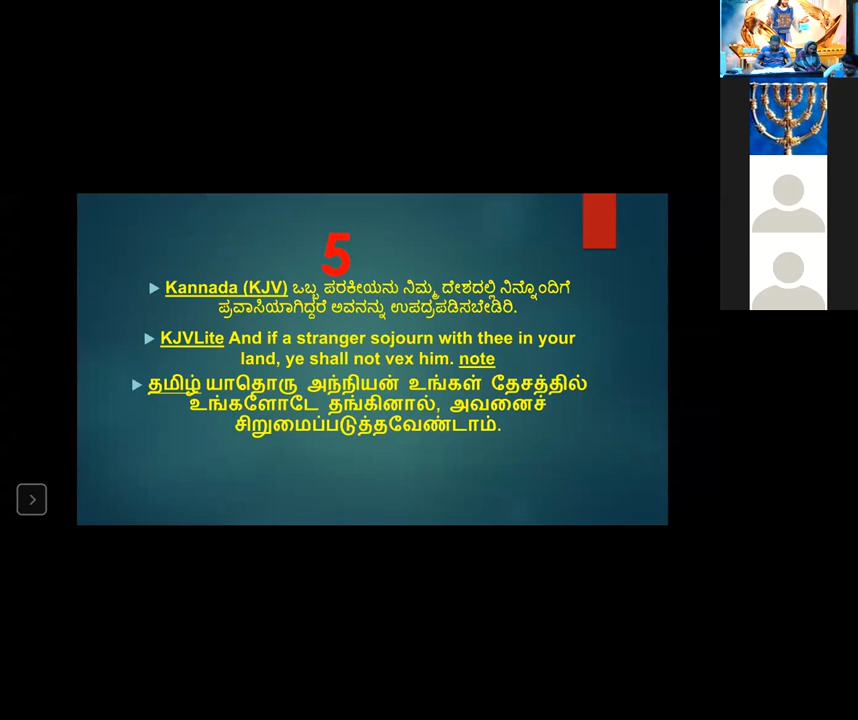 5
Kannada (KJV) ಒಬ್ಬ ಪರಕೀಯನು ನಿಮ್ಮ ದೇಶದಲ್ಲಿ ನಿನ್ನೊಂದಿಗೆ
ಪ್ರವಾಸಿಯಾಗಿದ್ದರೆ ಅವನನ್ನು ಉಪದ್ರಪಡಿಸಬೇಡಿರಿ.
KJVLite And if a stranger sojourn with thee in your
land, ye shall not vex him. note
தமிழ் யாதொரு அந்நியன் உங்கள் தேசத்தில்
உங்களோடே தங்கினால், அவனைச்
சிறுமைப்படுத்தவேண்டாம்.